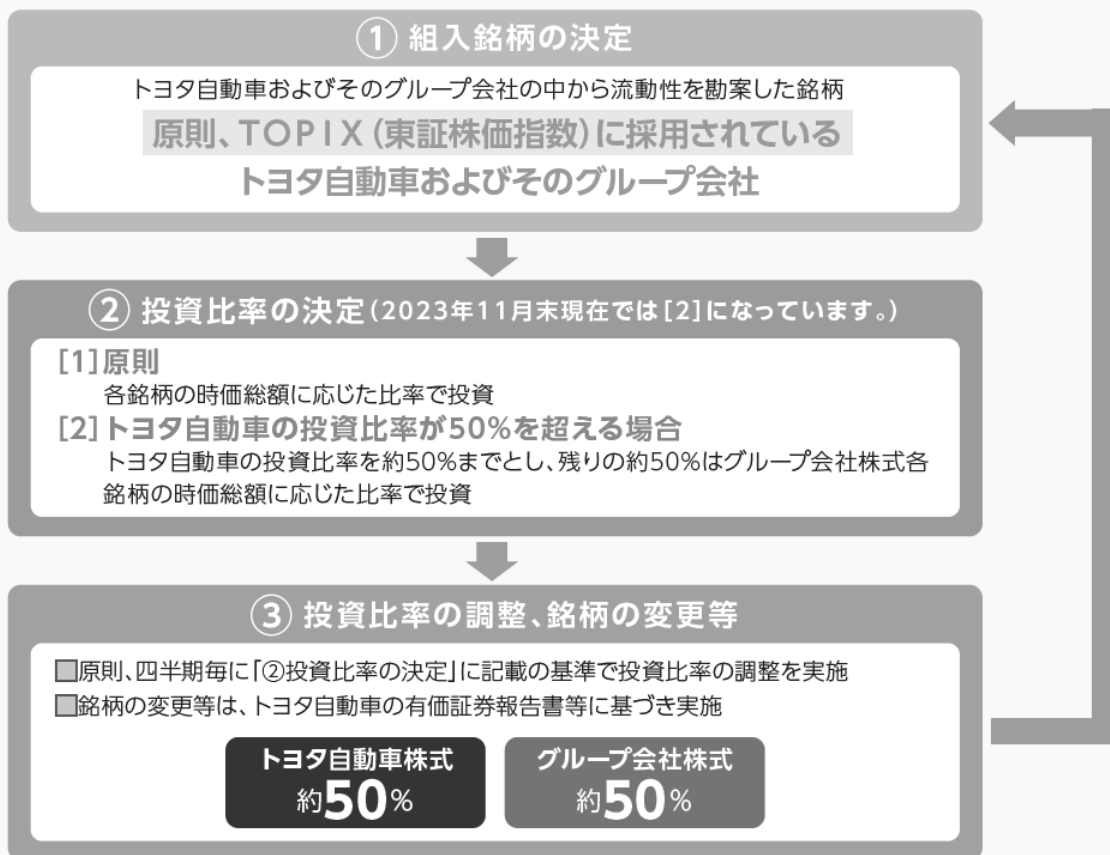 ① 組入銘柄の決定
トヨタ自動車およびそのグループ会社の中から流動性を勘案した銘柄
原則、TOPIX(東証株価指数)に採用されている
トヨタ自動車およびそのグループ会社
② 投資比率の決定(2023年11月末現在では[2]になっています。)
[1]原則
各銘柄の時価総額に応じた比率で投資
[2]トヨタ自動車の投資比率が50%を超える場合
トヨタ自動車の投資比率を約50%までとし、残りの約50%はグループ会社株式各
銘柄の時価総額に応じた比率で投資
③ 投資比率の調整、銘柄の変更等
原則、四半期毎に「②投資比率の決定」に記載の基準で投資比率の調整を実施
銘柄の変更等は、トヨタ自動車の有価証券報告書等に基づき実施
トヨタ自動車株式
約50%
グループ会社株式
約50%